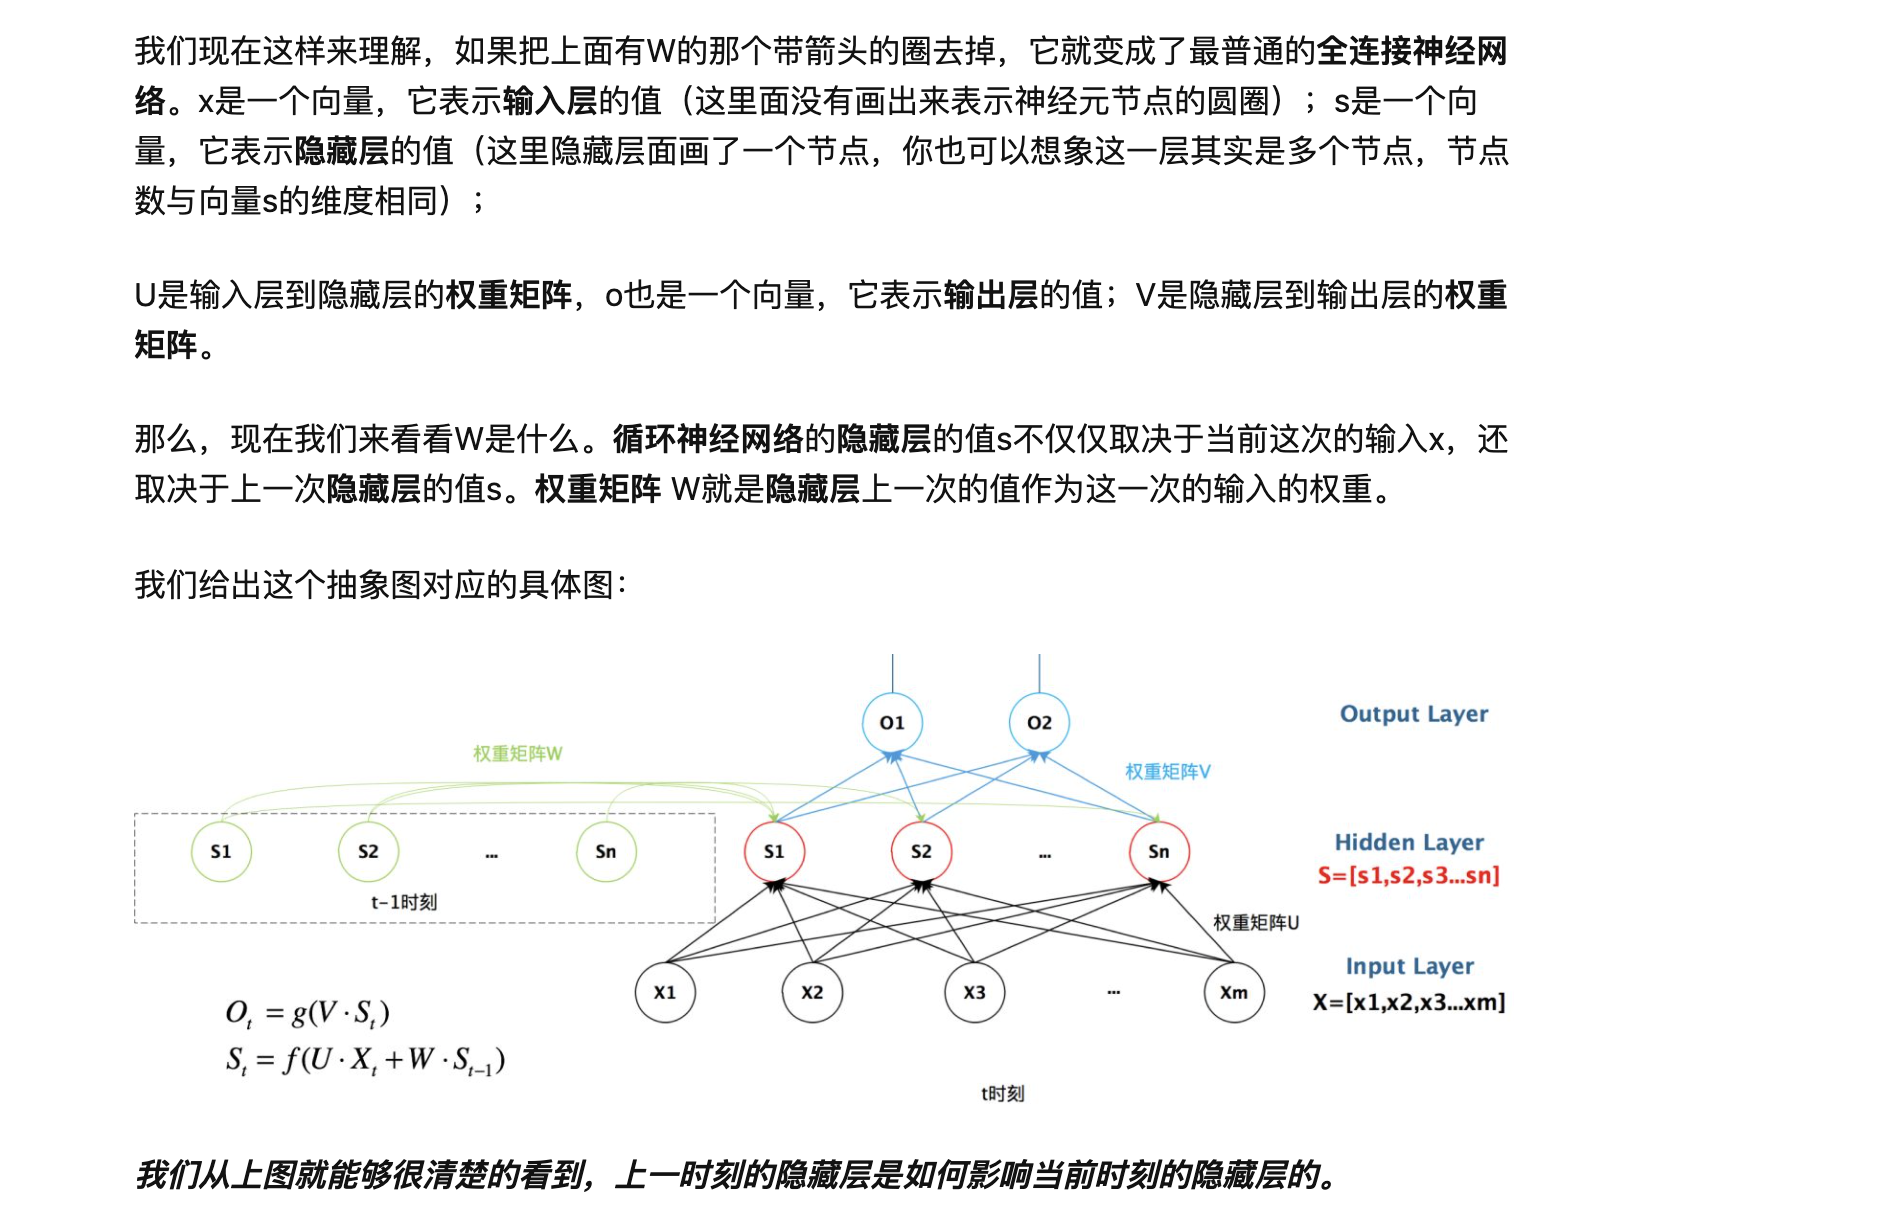 我们现在这样来理解，如果把上面有W的那个带箭头的圈去掉，它就变成了最普通的全连接神经网
络。x是一个向量，它表示输入层的值（这里面没有画出来表示神经元节点的圆圈）；s是一个向
量，它表示隐藏层的值（这里隐藏层面画了一个节点，你也可以想象这一层其实是多个节点，节点
数与向量s的维度相同）；
U是输入层到隐藏层的权重矩阵，o也是一个向量，它表示输出层的值；V是隐藏层到输出层的权重
矩阵。
那么，现在我们来看看W是什么。循环神经网络的隐藏层的值s不仅仅取决于当前这次的输入x，还
取决于上一次隐藏层的值s。权重矩阵 W就是隐藏层上一次的值作为这一次的输入的权重。
我们给出这个抽象图对应的具体图：
O1 O2 Output Layer
权重矩阵W
权重矩阵V
S1 S2 ... Sn S1 S2 ... Sn Hidden Layer
S=[s1,s2,s3...sn]
t-1时刻
权重矩阵U
Input Layer
X1 X2 X3 ... Xm X=[x1,x2,x3...xm]
Oₜ = g(V·Sₜ)
Sₜ = f(U·Xₜ+W·Sₜ₋₁)
t时刻
我们从上图就能够很清楚的看到，上一时刻的隐藏层是如何影响当前时刻的隐藏层的。